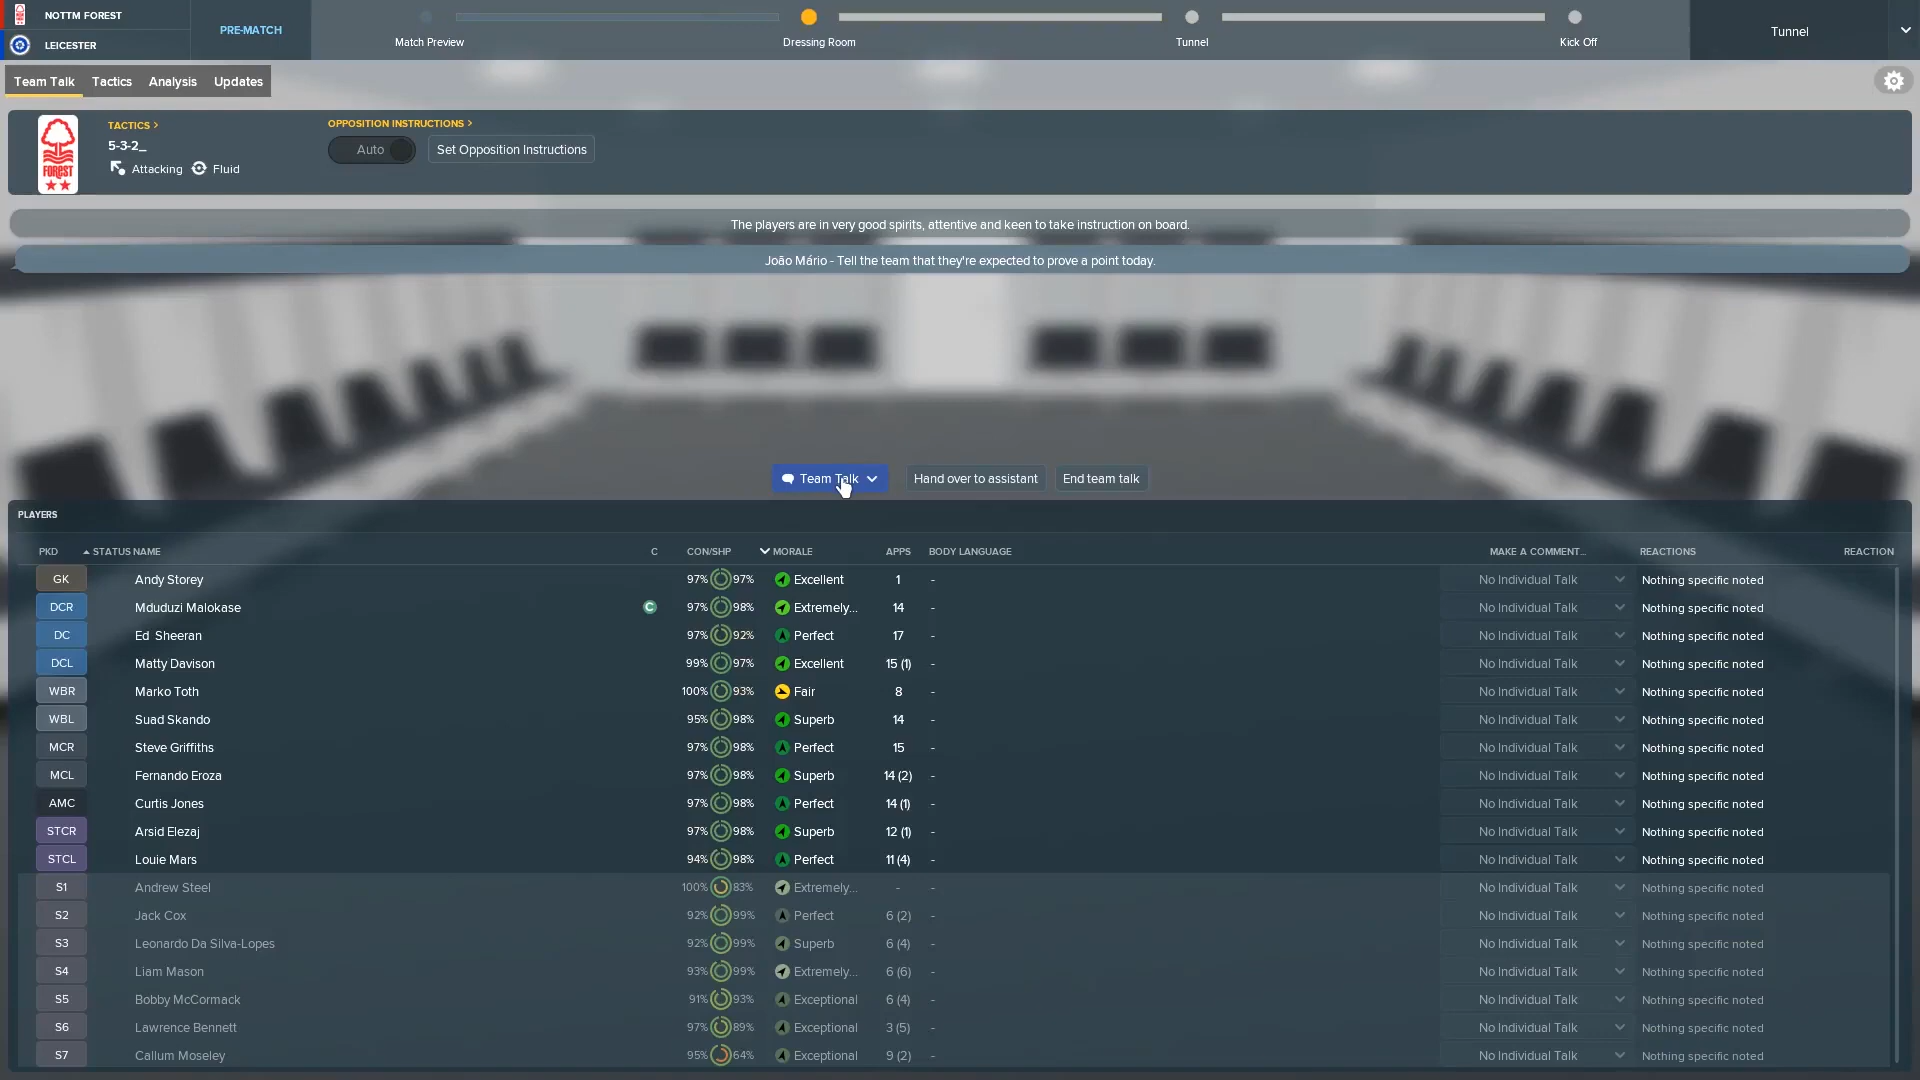 NOTTM FOREST
LEICESTER
PRE-MATCH
Match Preview
Dressing Room
Tunnel
Kick Off
Tunnel
Team Talk Tactics Analysis Updates
FOREST
TACTICS >
5-3-2_
Attacking Fluid
OPPOSITION INSTRUCTIONS >
Auto Set Opposition Instructions
The players are in very good spirits, attentive and keen to take instruction on board.
João Mário - Tell the team that they're expected to prove a point today.
Team Talk Hand over to assistant End team talk
PLAYERS
PKD STATUS NAME C CON/SHP MORALE APPS BODY LANGUAGE MAKE A COMMENT... REACTIONS REACTION
GK Andy Storey 97% 97% Excellent 1 - No Individual Talk Nothing specific noted
DCR Mduduzi Malokase C 97% 98% Extremely... 14 - No Individual Talk Nothing specific noted
DC Ed Sheeran 97% 92% Perfect 17 - No Individual Talk Nothing specific noted
DCL Matty Davison 99% 97% Excellent 15 (1) - No Individual Talk Nothing specific noted
WBR Marko Toth 100% 93% Fair 8 - No Individual Talk Nothing specific noted
WBL Suad Skando 95% 98% Superb 14 - No Individual Talk Nothing specific noted
MCR Steve Griffiths 97% 98% Perfect 15 - No Individual Talk Nothing specific noted
MCL Fernando Eroza 97% 98% Superb 14 (2) - No Individual Talk Nothing specific noted
AMC Curtis Jones 97% 98% Perfect 14 (1) - No Individual Talk Nothing specific noted
STCR Arsid Elezaj 97% 98% Superb 12 (1) - No Individual Talk Nothing specific noted
STCL Louie Mars 94% 98% Perfect 11 (4) - No Individual Talk Nothing specific noted
S1 Andrew Steel 100% 83% Extremely... - - No Individual Talk Nothing specific noted
S2 Jack Cox 92% 99% Perfect 6 (2) - No Individual Talk Nothing specific noted
S3 Leonardo Da Silva-Lopes 92% 99% Superb 6 (4) - No Individual Talk Nothing specific noted
S4 Liam Mason 93% 99% Extremely... 6 (6) - No Individual Talk Nothing specific noted
S5 Bobby McCormack 91% 93% Exceptional 6 (4) - No Individual Talk Nothing specific noted
S6 Lawrence Bennett 97% 89% Exceptional 3 (5) - No Individual Talk Nothing specific noted
S7 Callum Moseley 95% 64% Exceptional 9 (2) - No Individual Talk Nothing specific noted